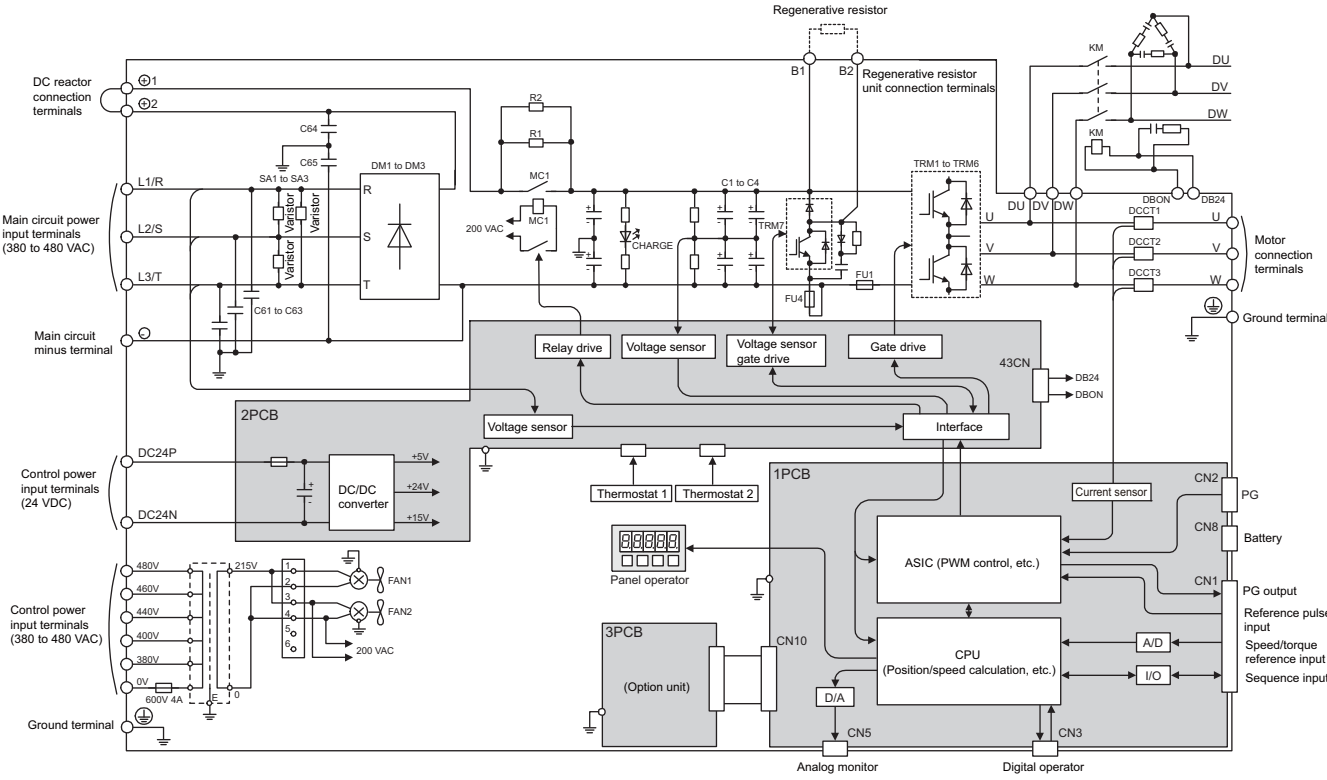 Regenerative resistor
B1
B2
Regenerative resistor
unit connection terminals
KM
DU
DV
DW
KM
DC reactor
connection
terminals
⊕1
⊕2
C64
C65
R2
R1
MC1
MC1
200 VAC
DM1 to DM3
R
S
T
SA1 to SA3
Varistor
Varistor
Varistor
L1/R
L2/S
L3/T
Main circuit power
input terminals
(380 to 480 VAC)
C61 to C63
Main circuit
minus terminal
CHARGE
C1 to C4
TRM7
FU4
FU1
TRM1 to TRM6
U
V
W
DU
DV
DW
DBON
DB24
DCCT1
DCCT2
DCCT3
U
V
W
Motor
connection
terminals
Ground terminal
Relay drive
Voltage sensor
Voltage sensor
gate drive
Gate drive
43CN
DB24
DBON
2PCB
Voltage sensor
Interface
DC24P
DC24N
Control power
input terminals
(24 VDC)
DC/DC
converter
+5V
+24V
+15V
Thermostat 1
Thermostat 2
1PCB
Current sensor
CN2
PG
CN8
Battery
CN1
PG output
Reference pulse
input
Speed/torque
reference input
Sequence input
ASIC (PWM control, etc.)
CPU
(Position/speed calculation, etc.)
A/D
I/O
D/A
CN10
CN5
CN3
Analog monitor
Digital operator
Panel operator
3PCB
(Option unit)
480V
460V
440V
400V
380V
0V
600V 4A
Control power
input terminals
(380 to 480 VAC)
215V
0
E
1
2
3
4
5
6
FAN1
FAN2
200 VAC
Ground terminal